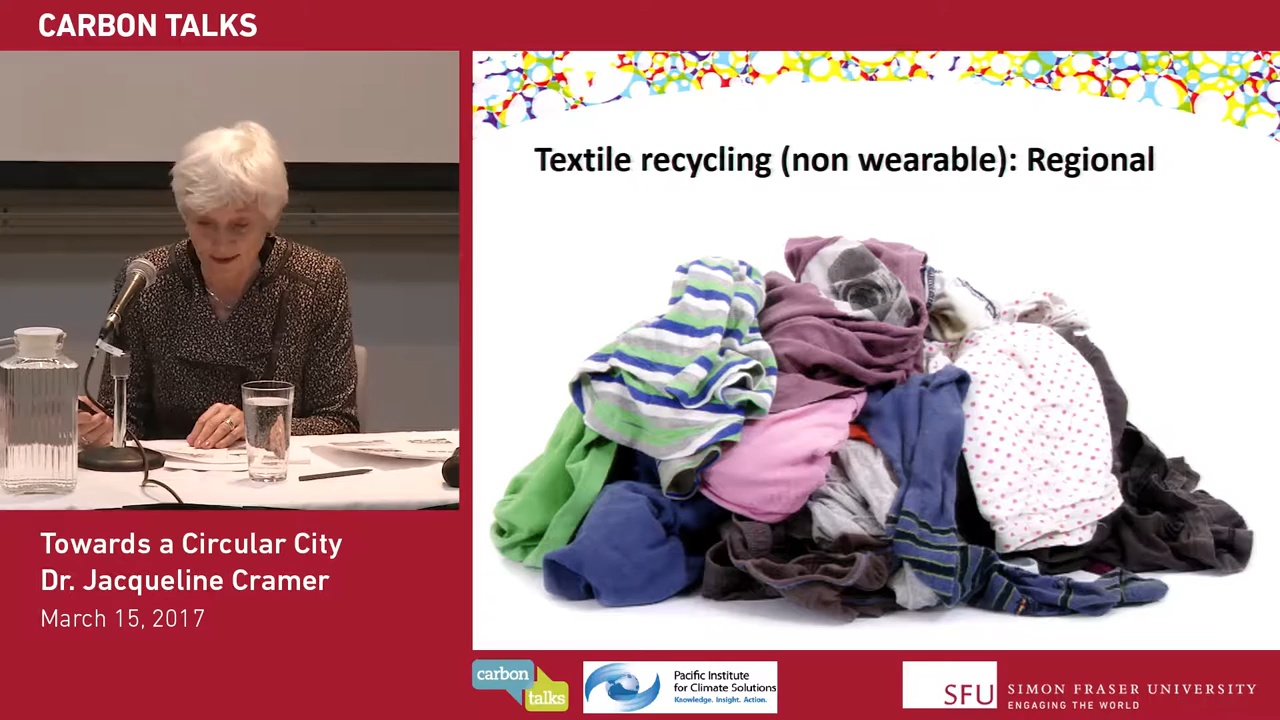 CARBON TALKS
Textile recycling (non wearable): Regional
Towards a Circular City
Dr. Jacqueline Cramer
March 15, 2017
carbon
talks
Pacific Institute
for Climate Solutions
Knowledge. Insight. Action.
SFU
SIMON FRASER UNIVERSITY
ENGAGING THE WORLD